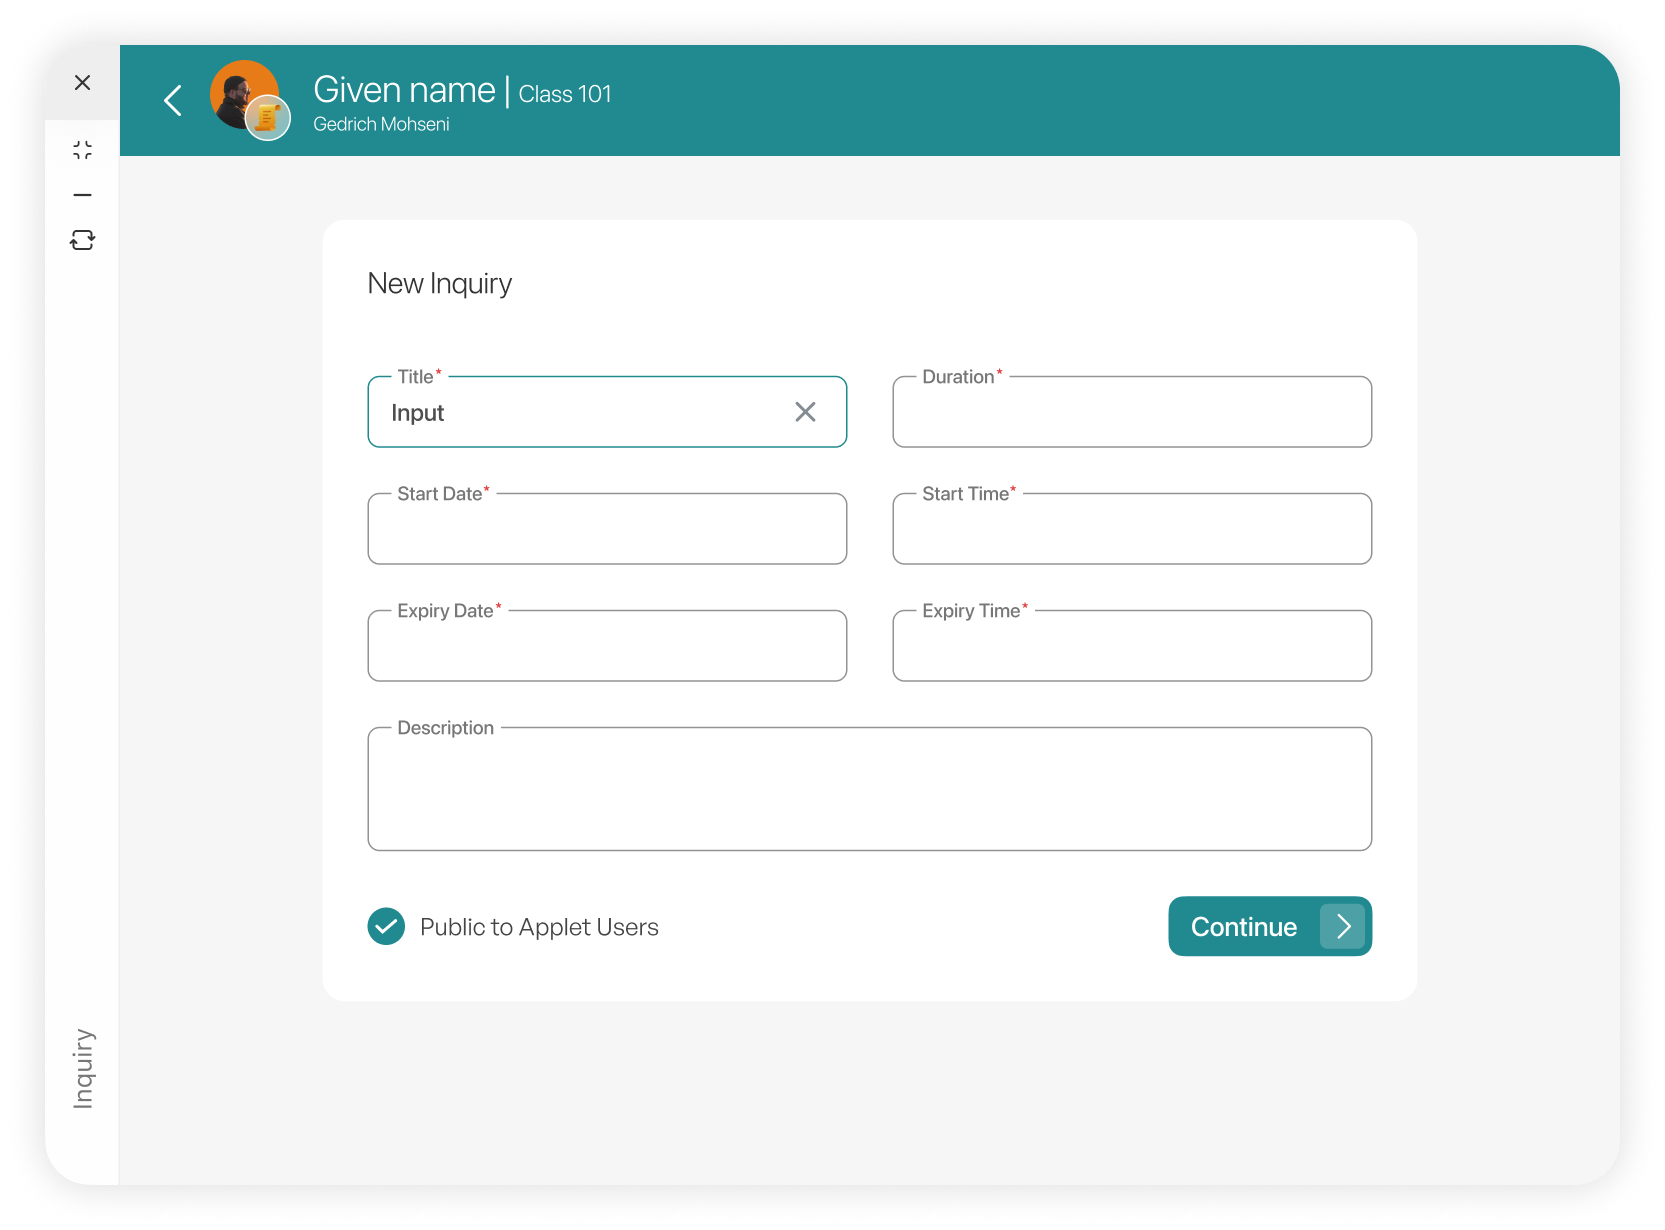 Given name | Class 101
Gedrich Mohseni
New Inquiry
Title*
Input
Duration*
Start Date*
Start Time*
Expiry Date*
Expiry Time*
Description
Public to Applet Users
Continue
Inquiry